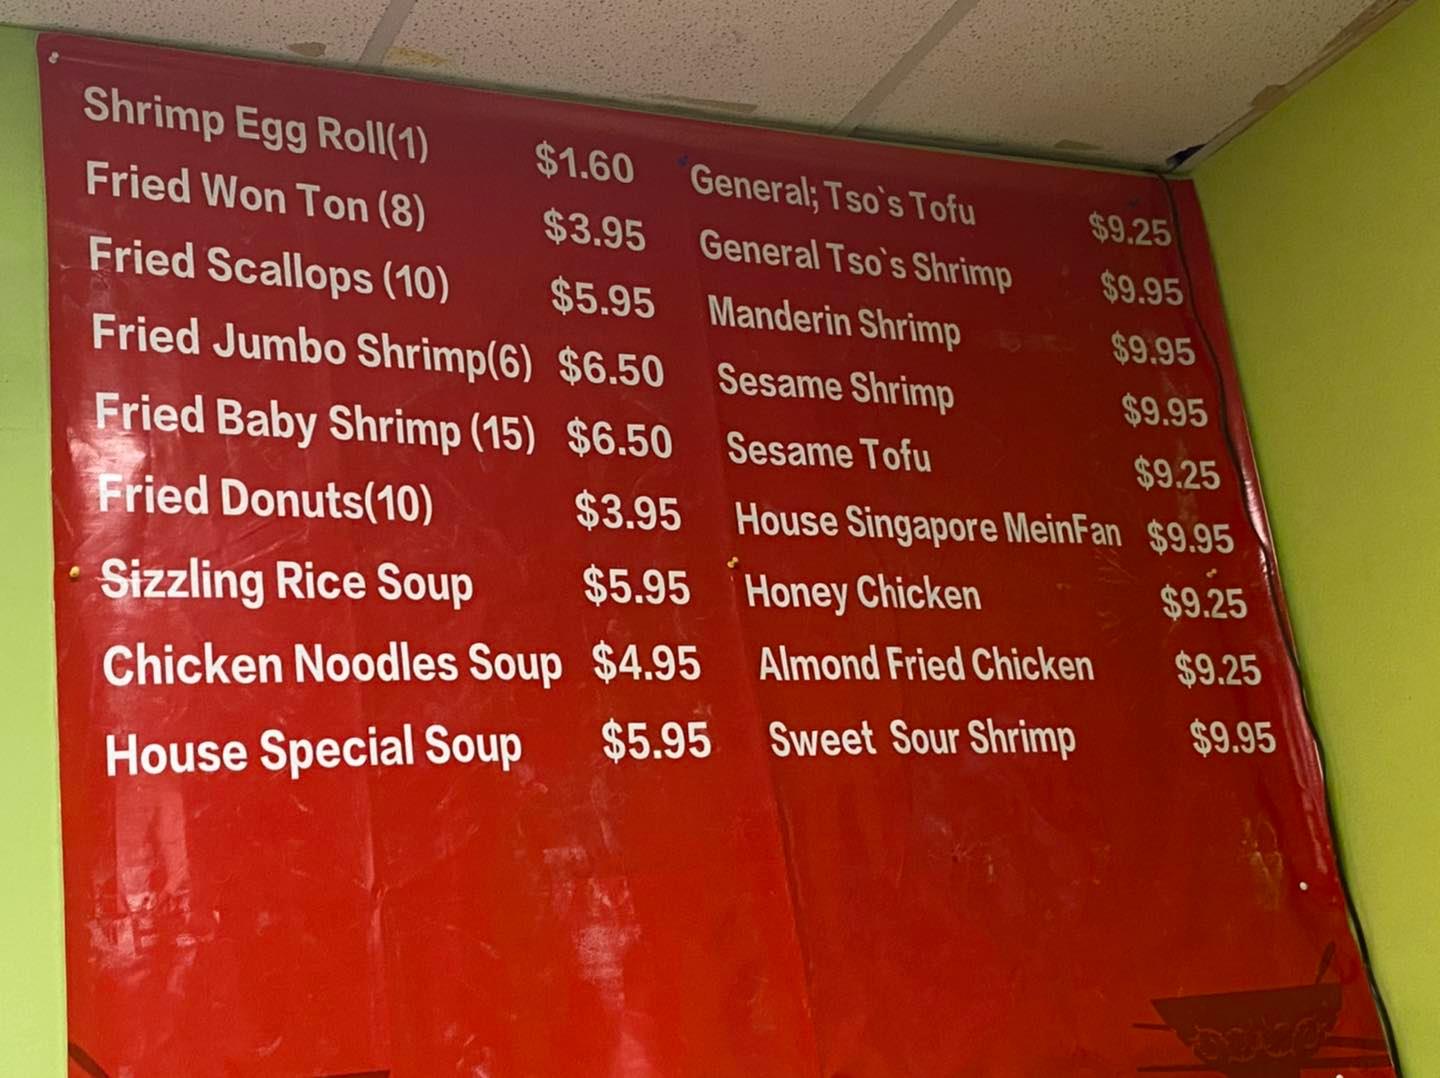 Shrimp Egg Roll(1) $1.60
Fried Won Ton (8) $3.95
Fried Scallops (10) $5.95
Fried Jumbo Shrimp(6) $6.50
Fried Baby Shrimp (15) $6.50
Fried Donuts(10) $3.95
Sizzling Rice Soup $5.95
Chicken Noodles Soup $4.95
House Special Soup $5.95
General; Tso`s Tofu $9.25
General Tso`s Shrimp $9.95
Manderin Shrimp $9.95
Sesame Shrimp $9.95
Sesame Tofu $9.25
House Singapore MeinFan $9.95
Honey Chicken $9.25
Almond Fried Chicken $9.25
Sweet Sour Shrimp $9.95